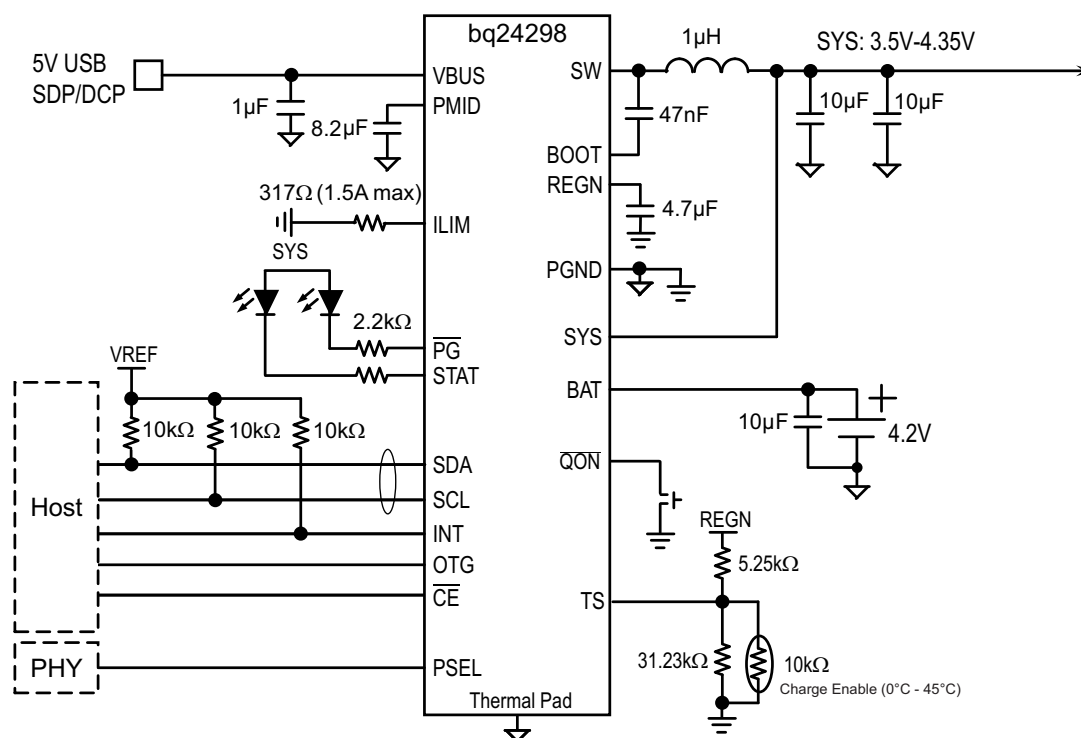 bq24298
5V USB
SDP/DCP
VBUS
1µF
PMID
8.2µF
317Ω (1.5A max)
ILIM
SYS
2.2kΩ
PG
STAT
VREF
10kΩ
10kΩ
10kΩ
Host
SDA
SCL
INT
OTG
CE
PHY
PSEL
Thermal Pad
SW
1µH
SYS: 3.5V-4.35V
10µF
10µF
47nF
BOOT
REGN
4.7µF
PGND
SYS
BAT
10µF
4.2V
QON
REGN
5.25kΩ
TS
31.23kΩ
10kΩ
Charge Enable (0°C - 45°C)